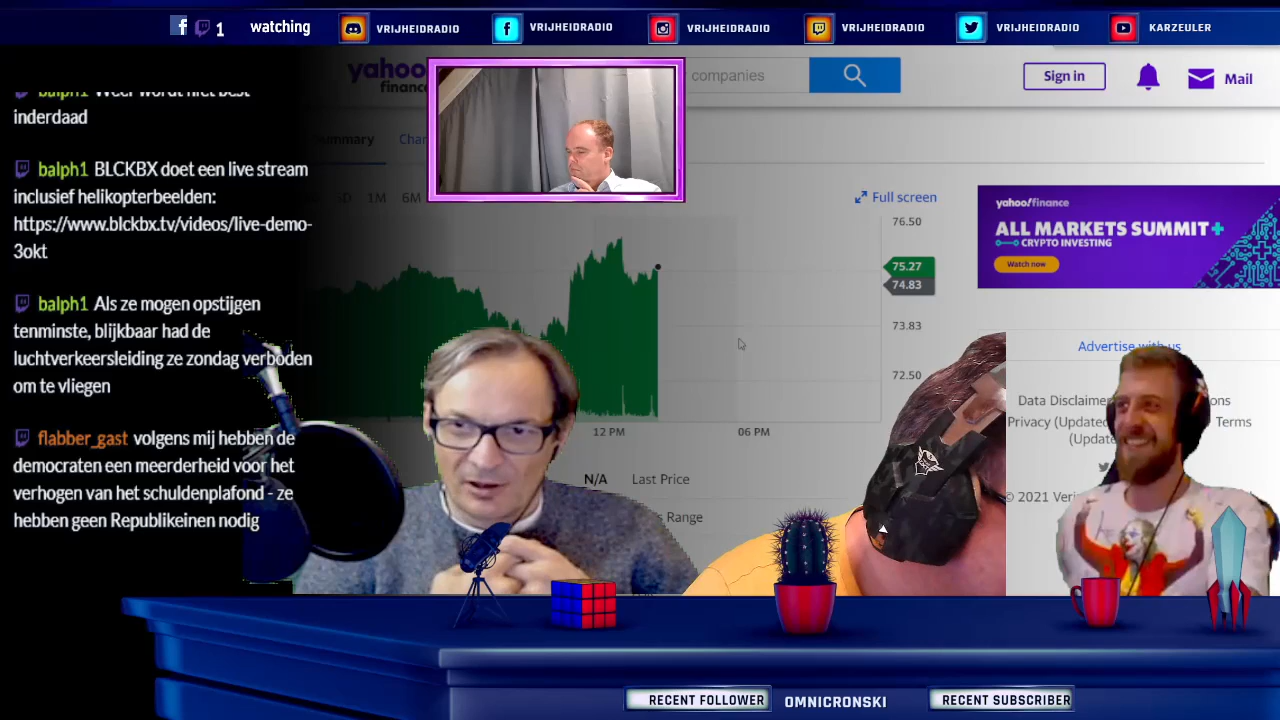 1
watching
VRIJHEIDRADIO
VRIJHEIDRADIO
VRIJHEIDRADIO
VRIJHEIDRADIO
VRIJHEIDRADIO
KARZEULER
yahoo/
finance
companies
Sign in
Mail
balph1 Weer wordt niet best
inderdaad
balph1 BLCKBX doet een live stream
inclusief helikopterbeelden:
https://www.blckbx.tv/videos/live-demo-
3okt
balph1 Als ze mogen opstijgen
tenminste, blijkbaar had de
luchtverkeersleiding ze zondag verboden
om te vliegen
flabber_gast volgens mij hebben de
democraten een meerderheid voor het
verhogen van het schuldenplafond - ze
hebben geen Republikeinen nodig
Summary
5D 1M 6M
Full screen
76.50
75.27
74.83
73.83
72.50
12 PM
06 PM
N/A
Last Price
Range
yahoo/finance
ALL MARKETS SUMMIT+
CRYPTO INVESTING
Watch now
Advertise with us
Data Disclaimer
Privacy (Updated
Terms
(Update
© 2021
RECENT FOLLOWER
OMNICRONSKI
RECENT SUBSCRIBER